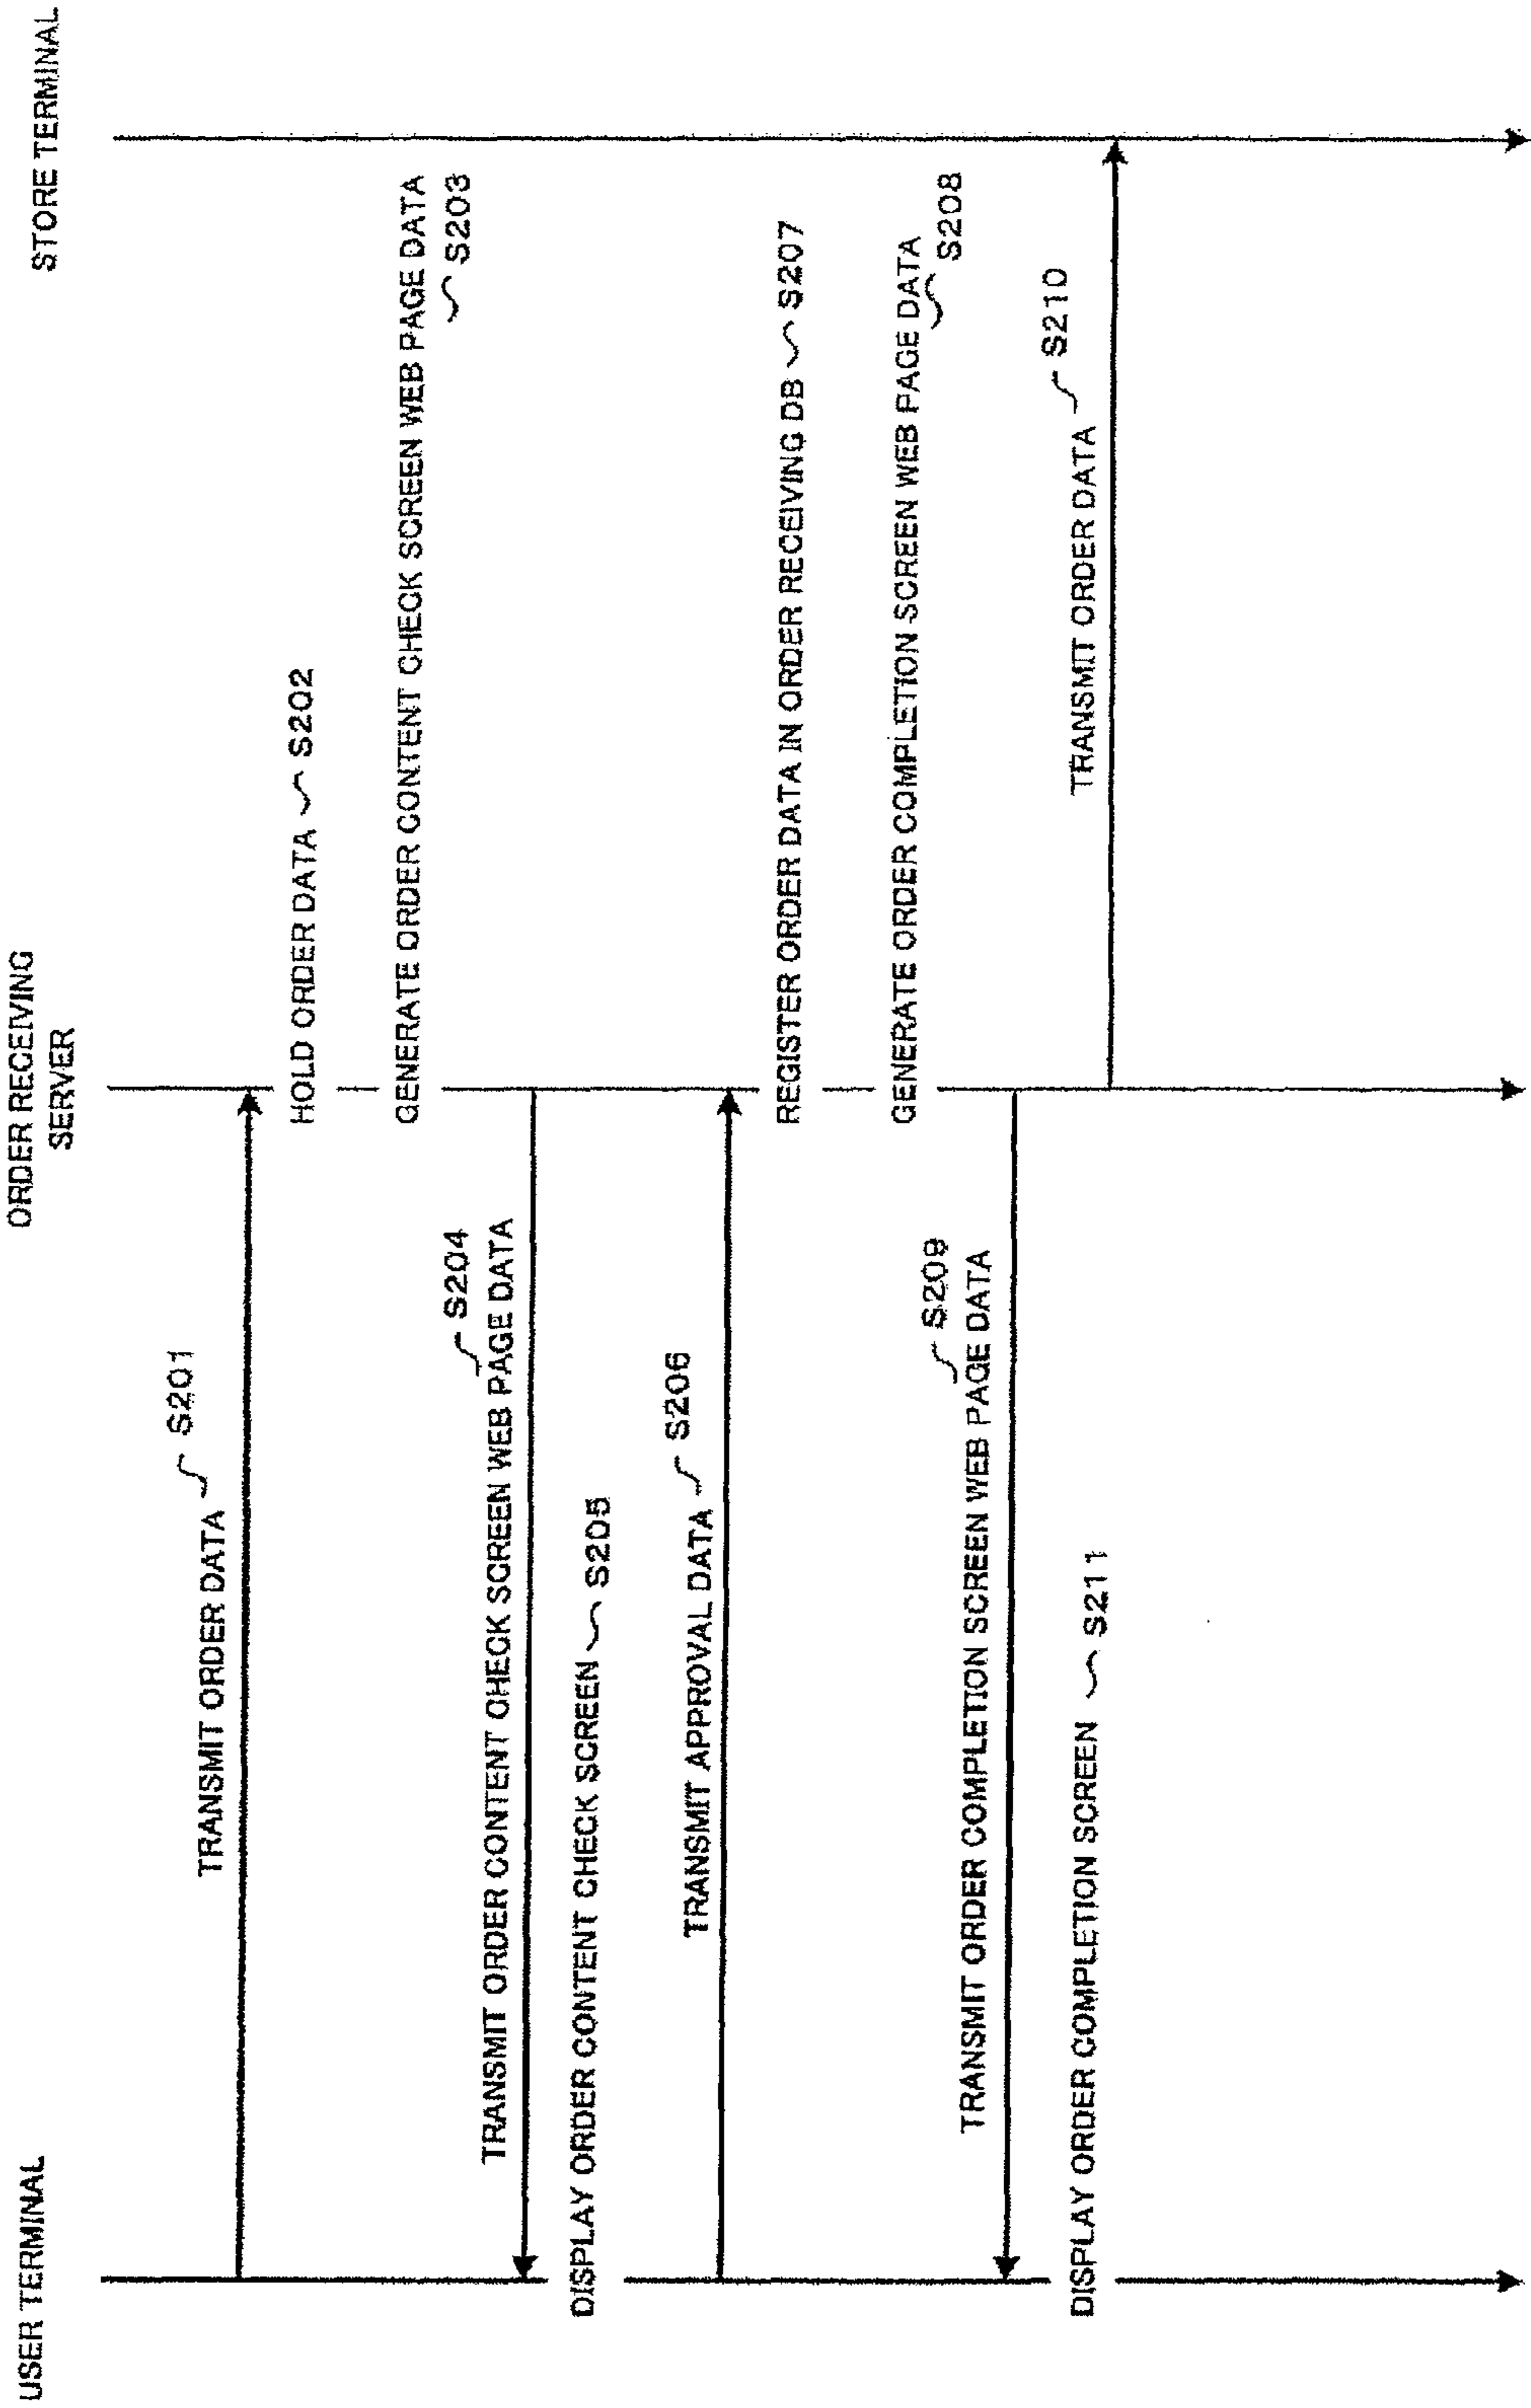 USER TERMINAL
ORDER RECEIVING
SERVER
STORE TERMINAL
TRANSMIT ORDER DATA S201
HOLD ORDER DATA S202
GENERATE ORDER CONTENT CHECK SCREEN WEB PAGE DATA
S203
S204
TRANSMIT ORDER CONTENT CHECK SCREEN WEB PAGE DATA
DISPLAY ORDER CONTENT CHECK SCREEN S205
TRANSMIT APPROVAL DATA S206
REGISTER ORDER DATA IN ORDER RECEIVING DB S207
GENERATE ORDER COMPLETION SCREEN WEB PAGE DATA
S208
S209
TRANSMIT ORDER COMPLETION SCREEN WEB PAGE DATA
TRANSMIT ORDER DATA S210
DISPLAY ORDER COMPLETION SCREEN S211